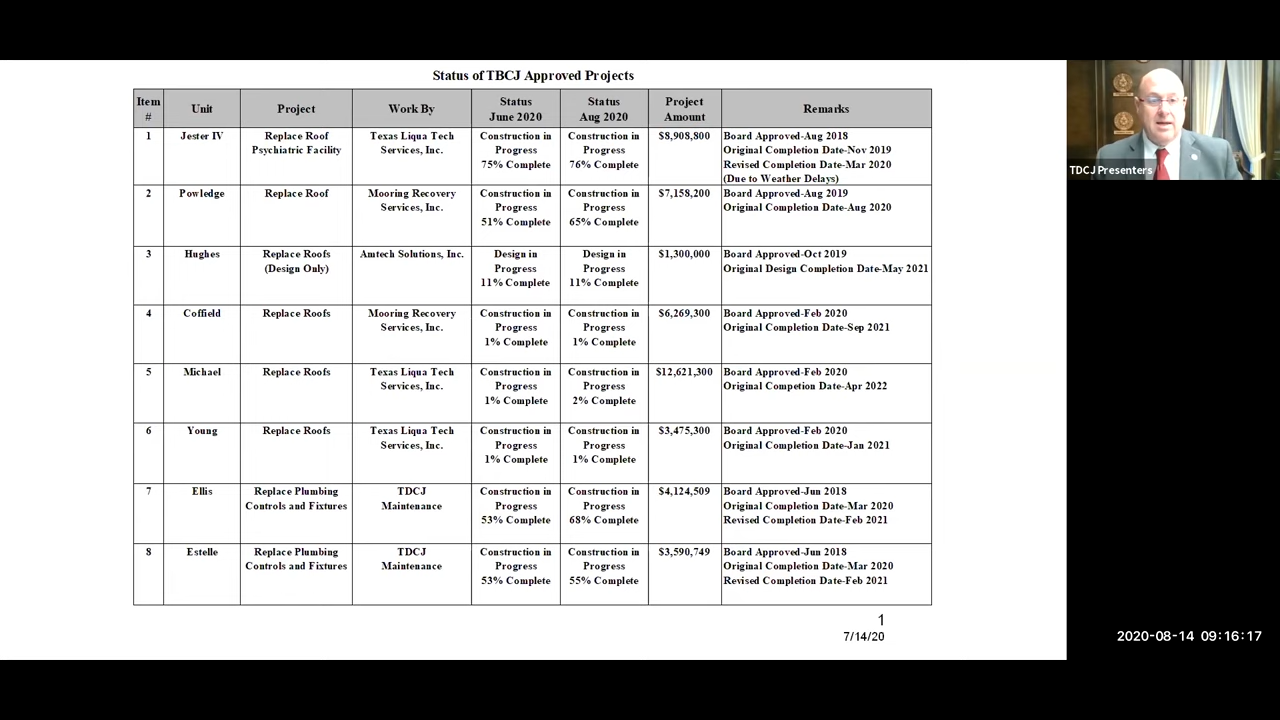 Status of TBCJ Approved Projects
Item # Unit Project Work By Status June 2020 Status Aug 2020 Project Amount Remarks
1 Jester IV Replace Roof Psychiatric Facility Texas Liqua Tech Services, Inc. Construction in Progress 75% Complete Construction in Progress 76% Complete $8,908,800 Board Approved-Aug 2018
Original Completion Date-Nov 2019
Revised Completion Date-Mar 2020
(Due to Weather Delays)
2 Powledge Replace Roof Mooring Recovery Services, Inc. Construction in Progress 51% Complete Construction in Progress 65% Complete $7,158,200 Board Approved-Aug 2019
Original Completion Date-Aug 2020
3 Hughes Replace Roofs (Design Only) Amtech Solutions, Inc. Design in Progress 11% Complete Design in Progress 11% Complete $1,300,000 Board Approved-Oct 2019
Original Design Completion Date-May 2021
4 Coffield Replace Roofs Mooring Recovery Services, Inc. Construction in Progress 1% Complete Construction in Progress 1% Complete $6,269,300 Board Approved-Feb 2020
Original Completion Date-Sep 2021
5 Michael Replace Roofs Texas Liqua Tech Services, Inc. Construction in Progress 1% Complete Construction in Progress 2% Complete $12,621,300 Board Approved-Feb 2020
Original Competion Date-Apr 2022
6 Young Replace Roofs Texas Liqua Tech Services, Inc. Construction in Progress 1% Complete Construction in Progress 1% Complete $3,475,300 Board Approved-Feb 2020
Original Completion Date-Jan 2021
7 Ellis Replace Plumbing Controls and Fixtures TDCJ Maintenance Construction in Progress 53% Complete Construction in Progress 68% Complete $4,124,509 Board Approved-Jun 2018
Original Completion Date-Mar 2020
Revised Completion Date-Feb 2021
8 Estelle Replace Plumbing Controls and Fixtures TDCJ Maintenance Construction in Progress 53% Complete Construction in Progress 55% Complete $3,590,749 Board Approved-Jun 2018
Original Completion Date-Mar 2020
Revised Completion Date-Feb 2021
1
7/14/20
TDCJ Presenters
2020-08-14 09:16:17